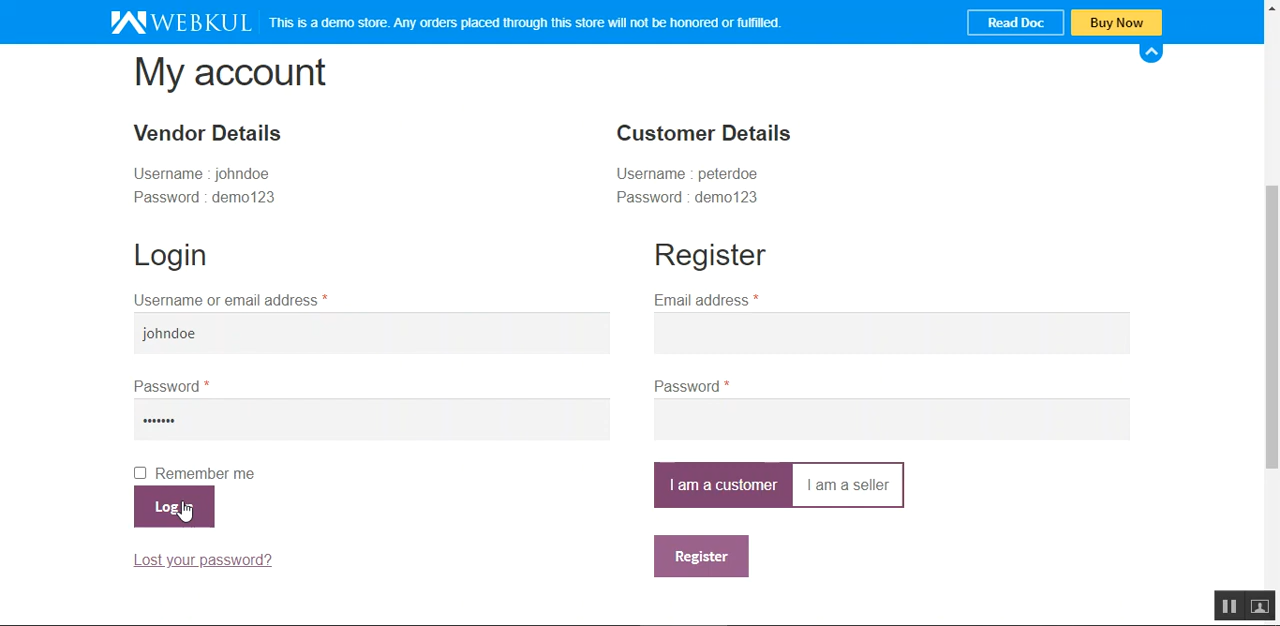 WEBKUL This is a demo store. Any orders placed through this store will not be honored or fulfilled. Read Doc Buy Now
My account
Vendor Details
Username : johndoe
Password : demo123
Customer Details
Username : peterdoe
Password : demo123
Login
Username or email address *
johndoe
Password *
•••••••
Remember me
Log
Lost your password?
Register
Email address *
Password *
I am a customer I am a seller
Register